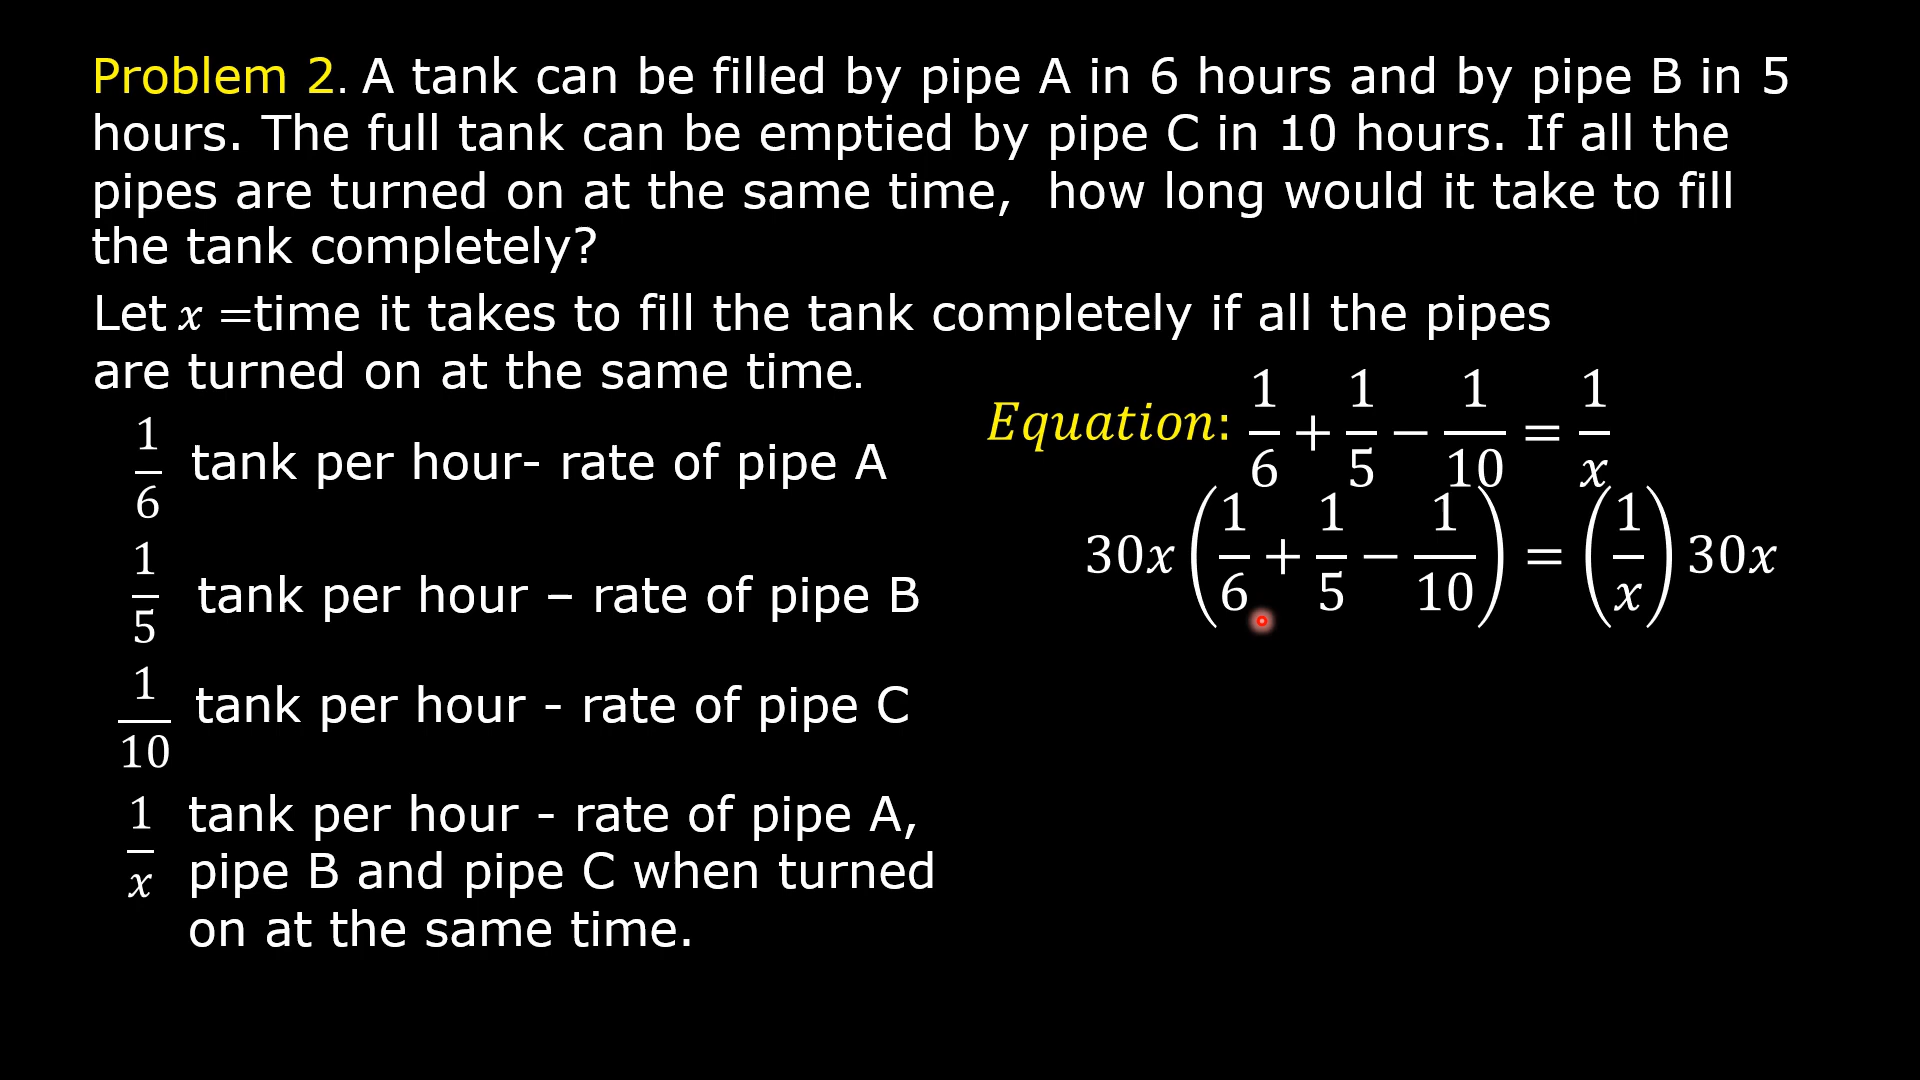 Problem 2. A tank can be filled by pipe A in 6 hours and by pipe B in 5
hours. The full tank can be emptied by pipe C in 10 hours. If all the
pipes are turned on at the same time, how long would it take to fill
the tank completely?
Let x =time it takes to fill the tank completely if all the pipes
are turned on at the same time.
1/6 tank per hour- rate of pipe A
1/5 tank per hour – rate of pipe B
1/10 tank per hour - rate of pipe C
1/x tank per hour - rate of pipe A,
pipe B and pipe C when turned
on at the same time.
Equation: 1/6 + 1/5 − 1/10 = 1/x
30x (1/6 + 1/5 − 1/10) = (1/x) 30x